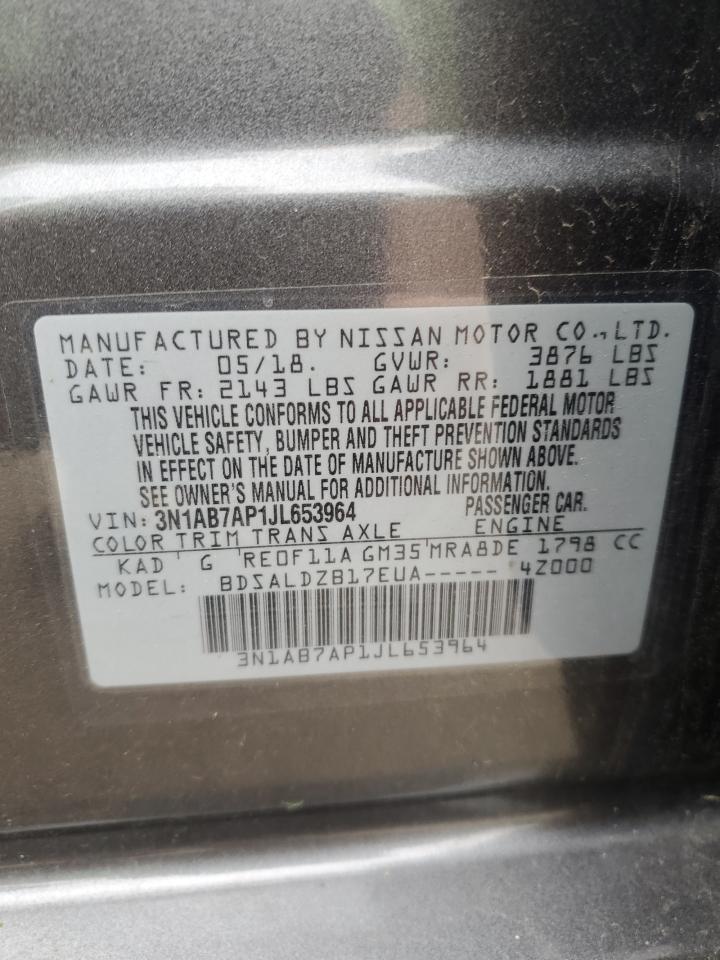 MANUFACTURED BY NISSAN MOTOR CO.,LTD.
DATE: 05/18. GVWR: 3876 LBS
GAWR FR: 2143 LBS GAWR RR: 1881 LBS
THIS VEHICLE CONFORMS TO ALL APPLICABLE FEDERAL MOTOR
VEHICLE SAFETY, BUMPER AND THEFT PREVENTION STANDARDS
IN EFFECT ON THE DATE OF MANUFACTURE SHOWN ABOVE.
SEE OWNER'S MANUAL FOR ADDITIONAL INFORMATION.
VIN: 3N1AB7AP1JL653964 PASSENGER CAR.
COLOR TRIM TRANS AXLE ENGINE
KAD G RE0F11A GM35 MRA8DE 1798 CC
MODEL: BDSALDZB17EUA----- 4Z000
3N1AB7AP1JL653964